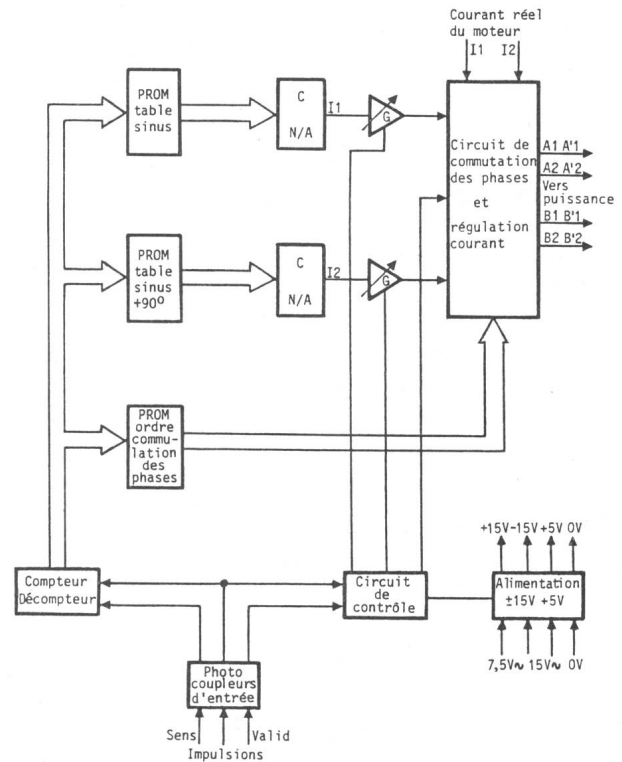 Courant réel
du moteur
I1 I2
PROM
table
sinus
C
N/A
I1
G
Circuit de
commutation
des phases
et
régulation
courant
A1 A'1
A2 A'2
Vers
puissance
B1 B'1
B2 B'2
PROM
table
sinus
+90º
C
N/A
I2
G
PROM
ordre
commu-
lation
des
phases
+15V-15V+5V 0V
Compteur
Décompteur
Circuit
de
contrôle
Alimentation
±15V +5V
7,5V~ 15V~ 0V
Photo
coupleurs
d'entrée
Sens
Valid
Impulsions